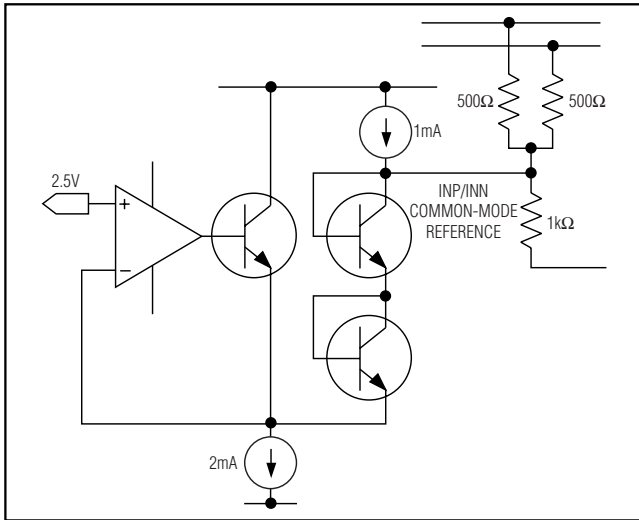 500Ω
500Ω
1mA
2.5V
INP/INN
COMMON-MODE
REFERENCE
1kΩ
+
−
2mA